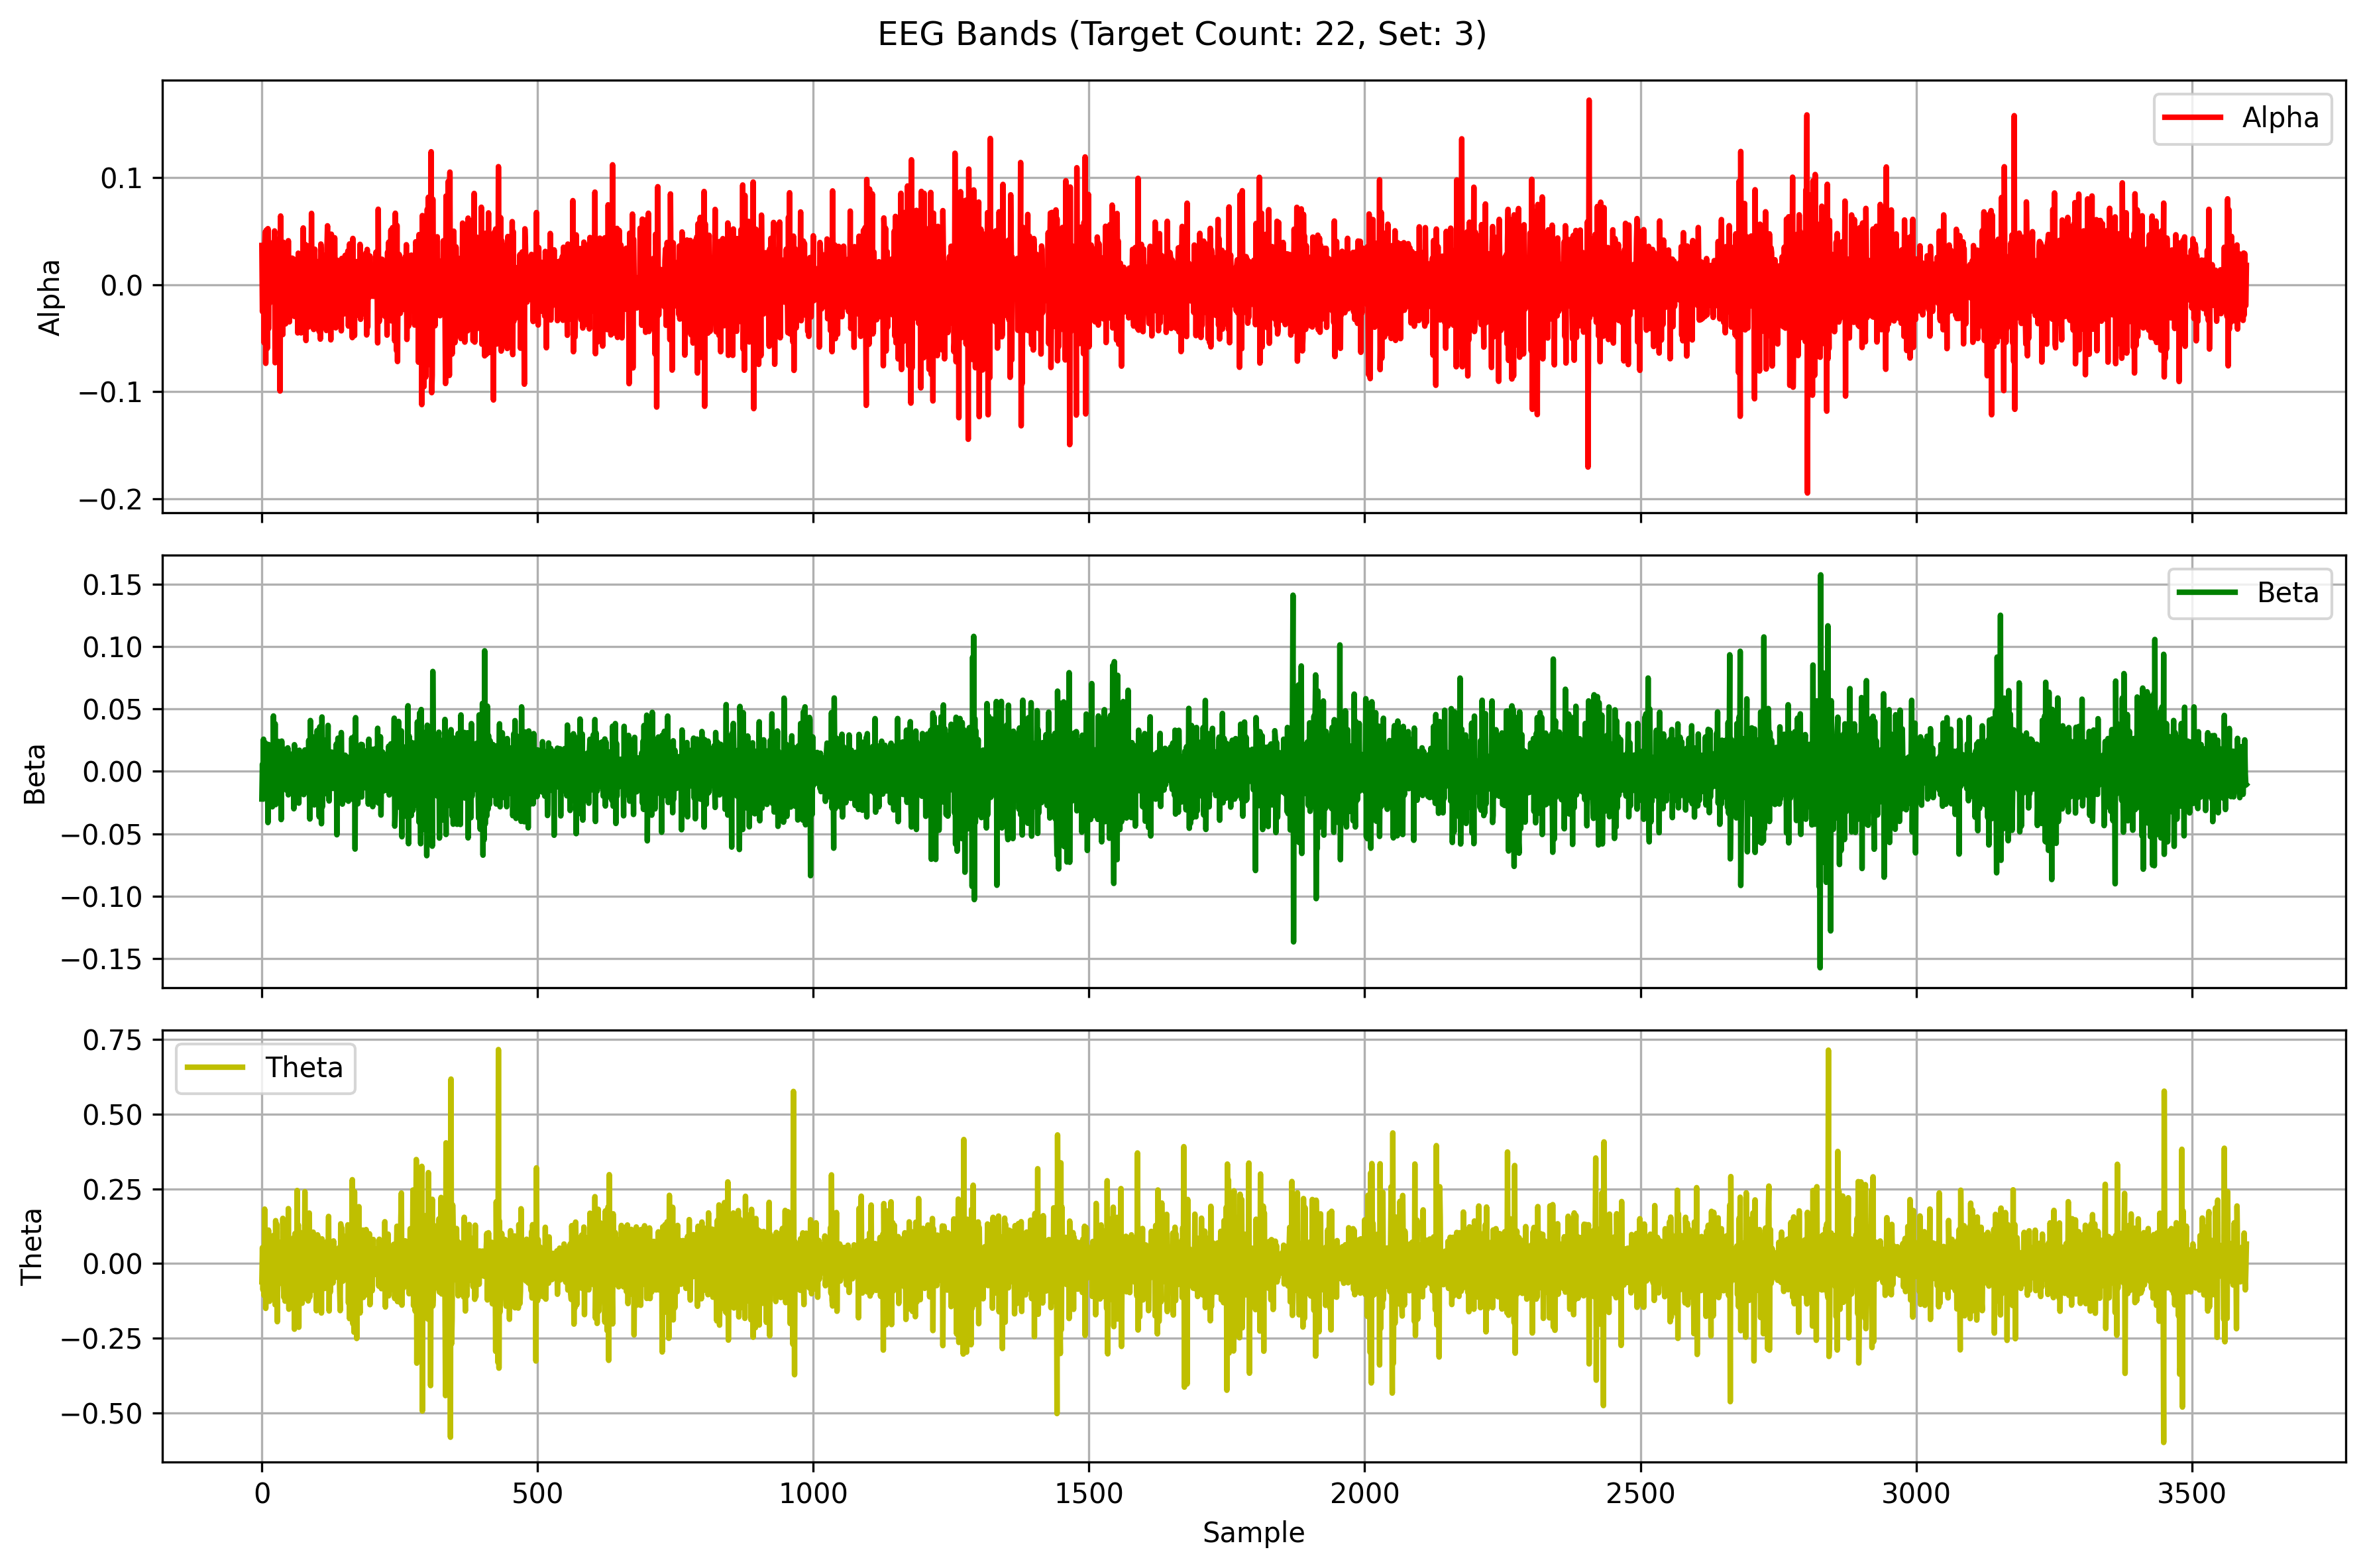 EEG Bands (Target Count: 22, Set: 3)
Alpha
0.1
0.0
−0.1
−0.2
Alpha
Beta
0.15
0.10
0.05
0.00
−0.05
−0.10
−0.15
Beta
Theta
0.75
0.50
0.25
0.00
−0.25
−0.50
Theta
0 500 1000 1500 2000 2500 3000 3500
Sample